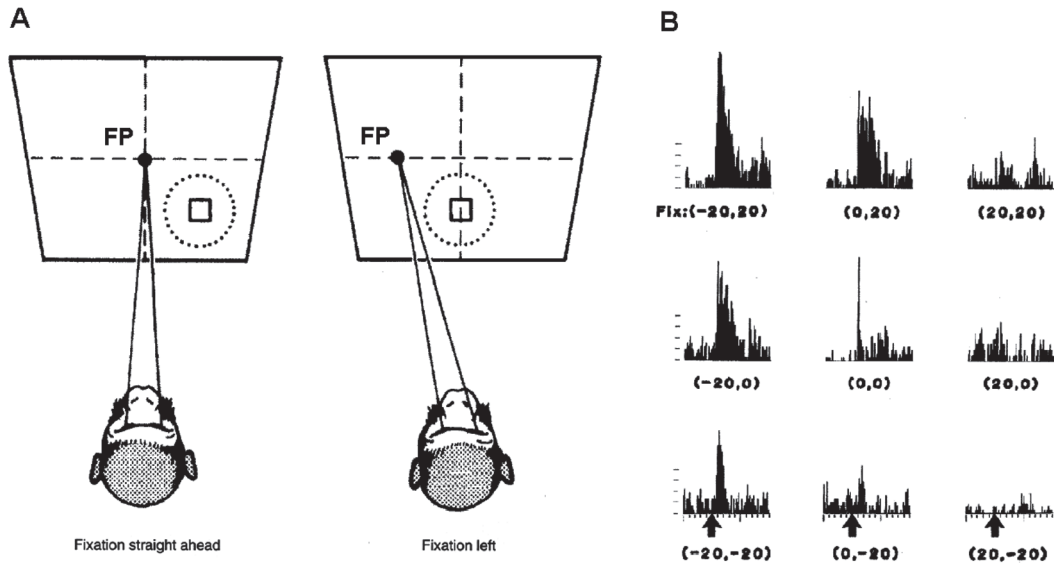 A
FP
FP
Fixation straight ahead
Fixation left
B
Fix:(-20,20) (0,20) (20,20)
(-20,0) (0,0) (20,0)
(-20,-20) (0,-20) (20,-20)